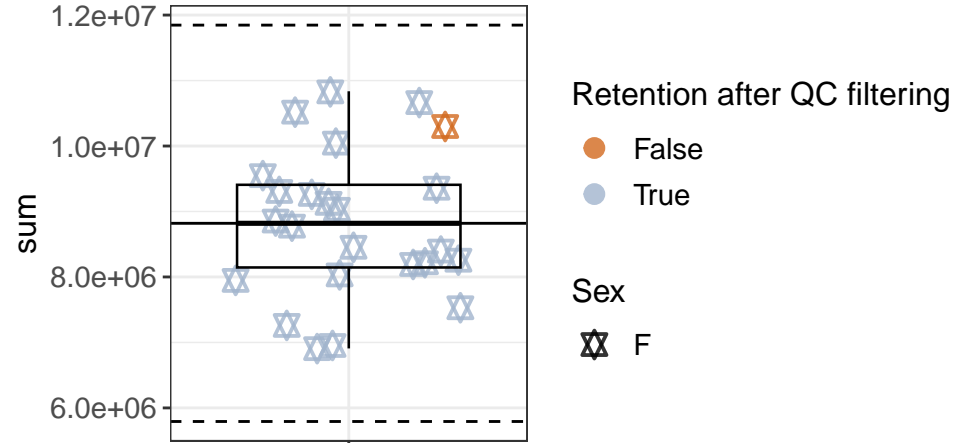 1.2e+07
1.0e+07
8.0e+06
6.0e+06
sum
Retention after QC filtering
False
True
Sex
F